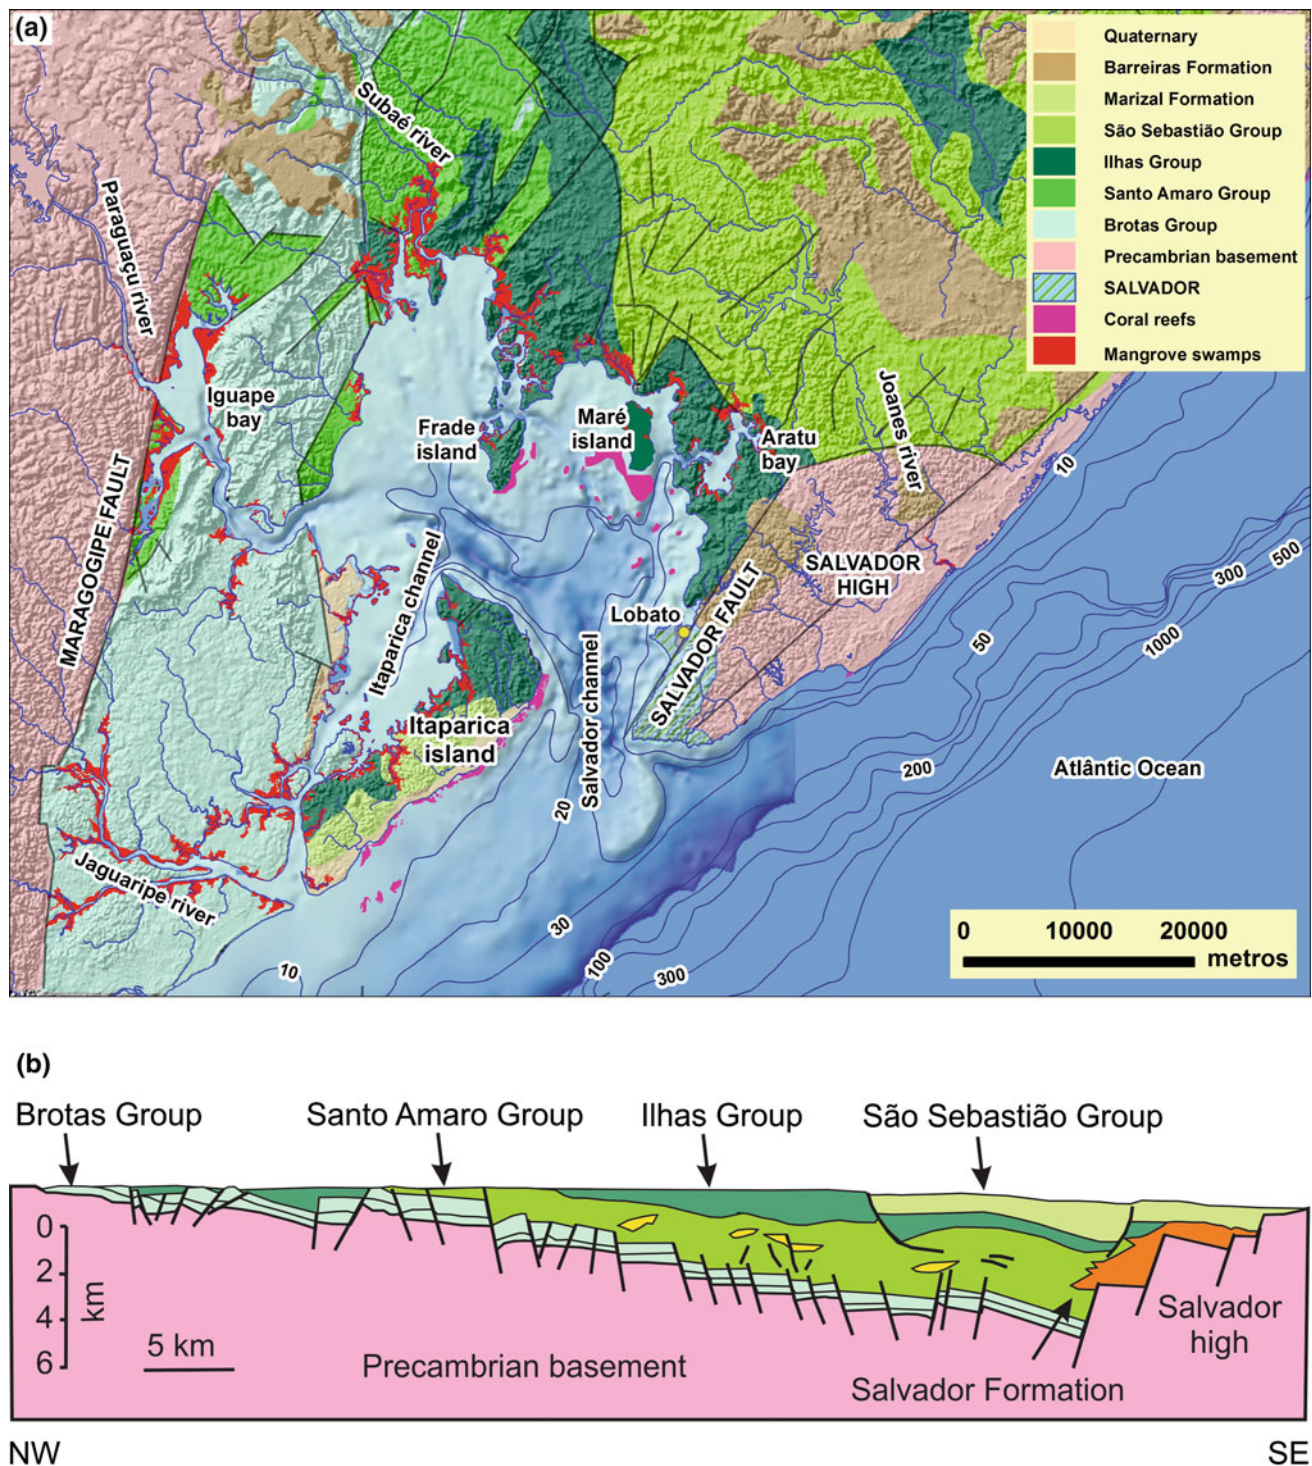 (a)
Quaternary
Barreiras Formation
Marizal Formation
São Sebastião Group
Ilhas Group
Santo Amaro Group
Brotas Group
Precambrian basement
SALVADOR
Coral reefs
Mangrove swamps
Subaé river
Paraguaçu river
Iguape
bay
Frade
island
Maré
island
Aratu
bay
Joanes river
10
MARAGOGIPE FAULT
Itaparica channel
SALVADOR
HIGH
Lobato
SALVADOR FAULT
Salvador channel
Itaparica
island
500
300
1000
50
200
Atlântic Ocean
20
Jaguaripe river
30
100
300
10
0 10000 20000
metros
(b)
Brotas Group
Santo Amaro Group
Ilhas Group
São Sebastião Group
0
2
4
6
km
5 km
Precambrian basement
Salvador
high
Salvador Formation
NW
SE